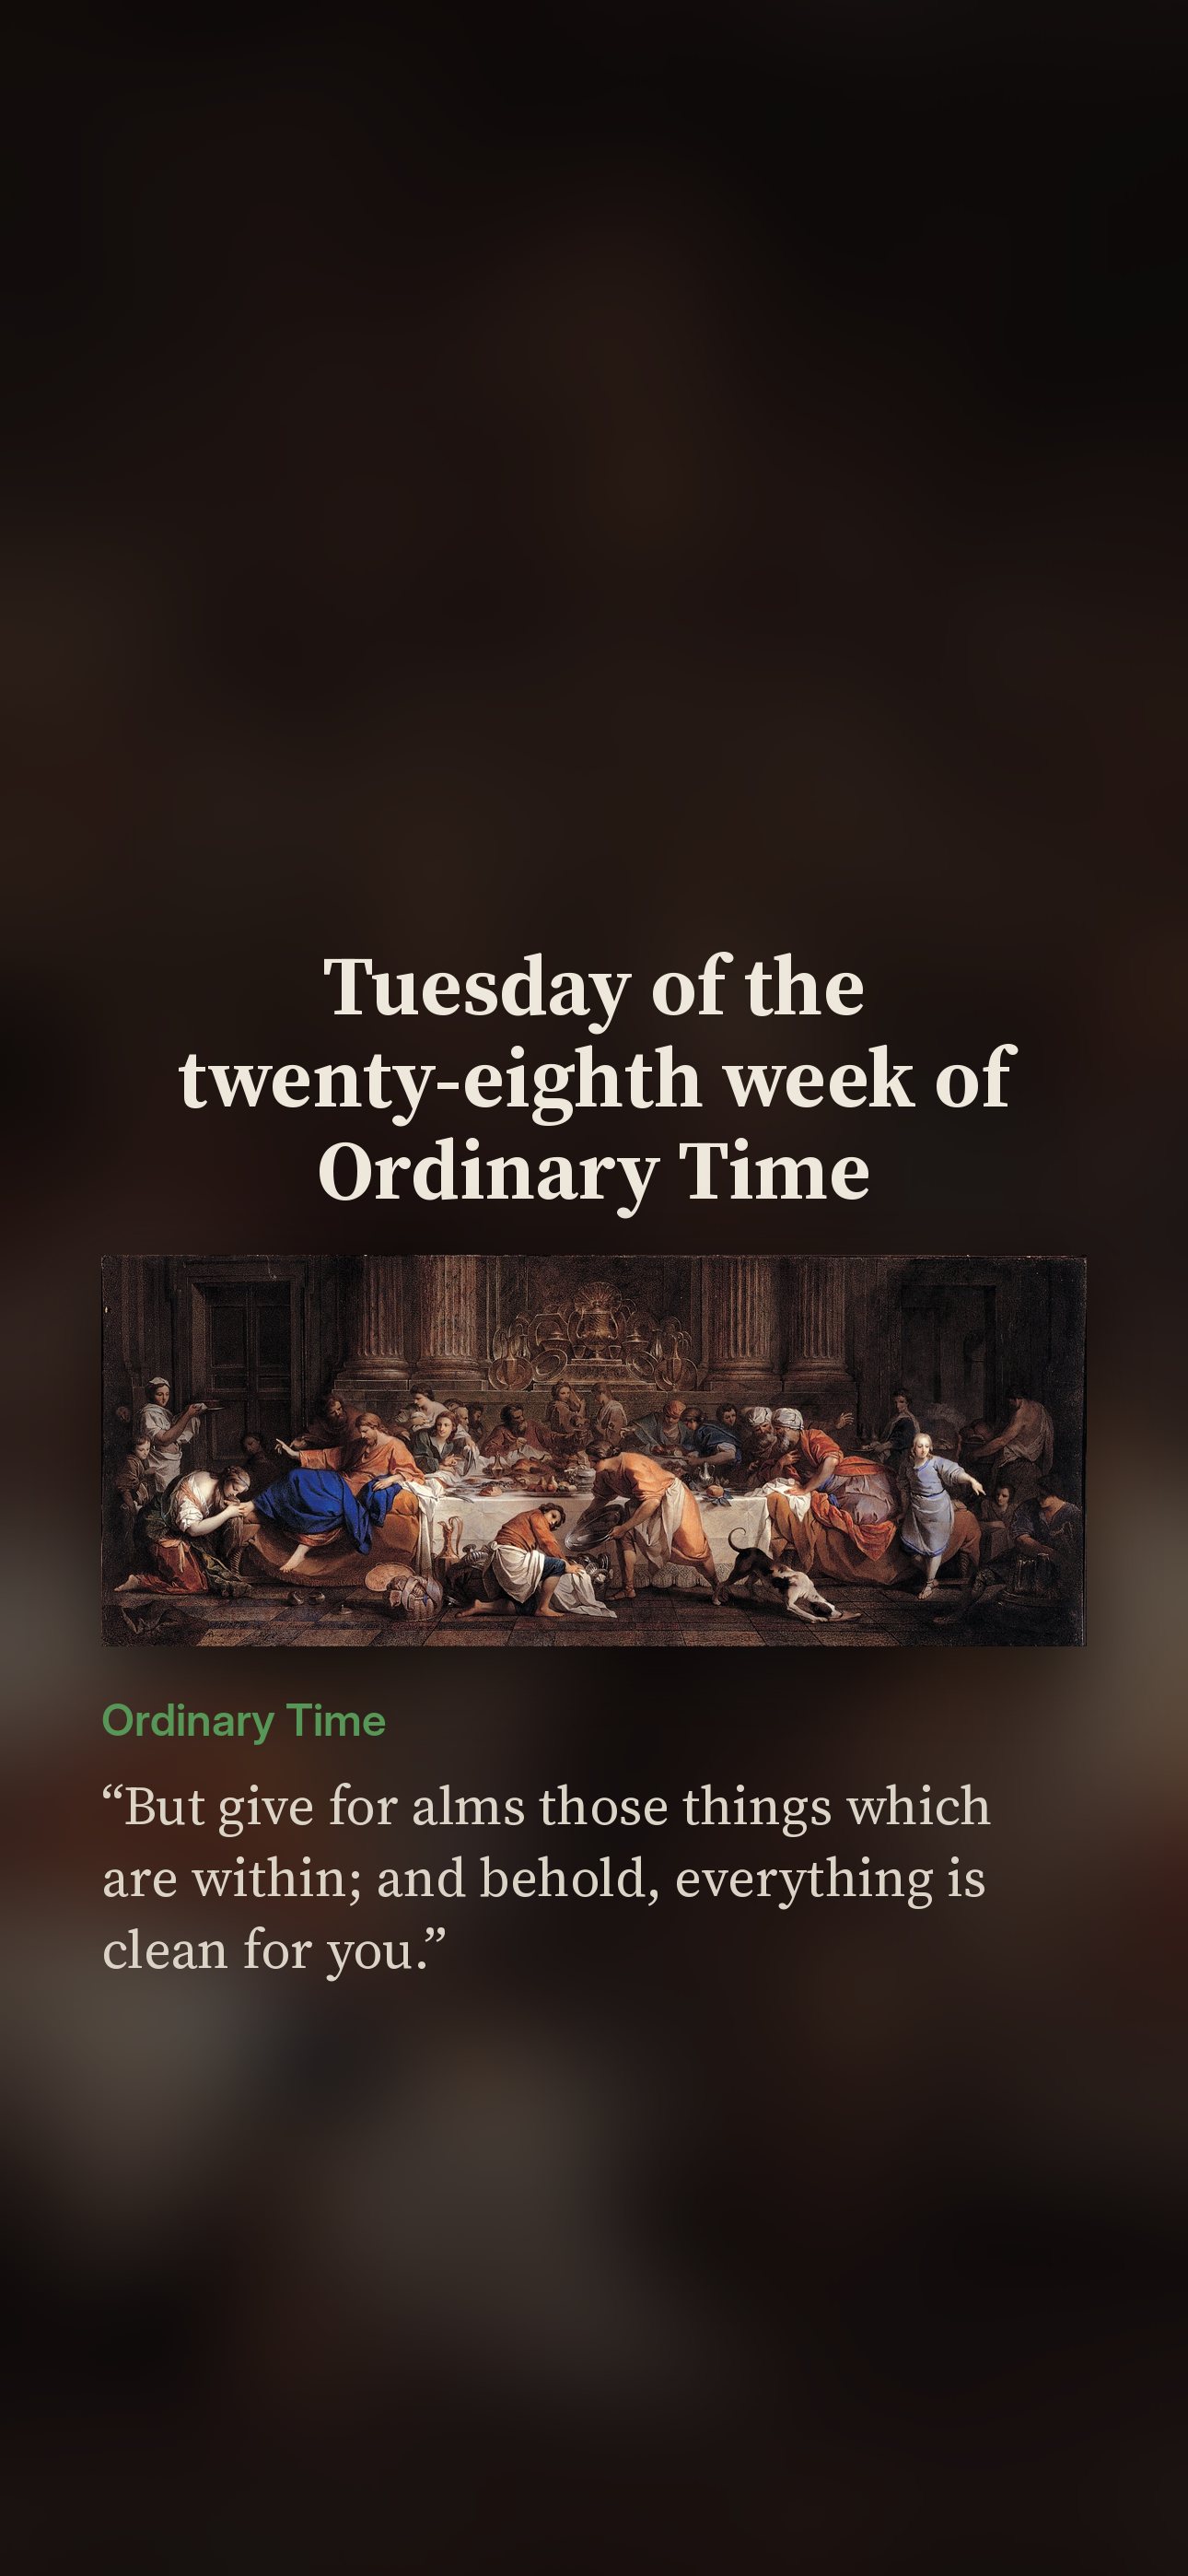 Tuesday of the
twenty-eighth week of
Ordinary Time
Ordinary Time
“But give for alms those things which
are within; and behold, everything is
clean for you.”